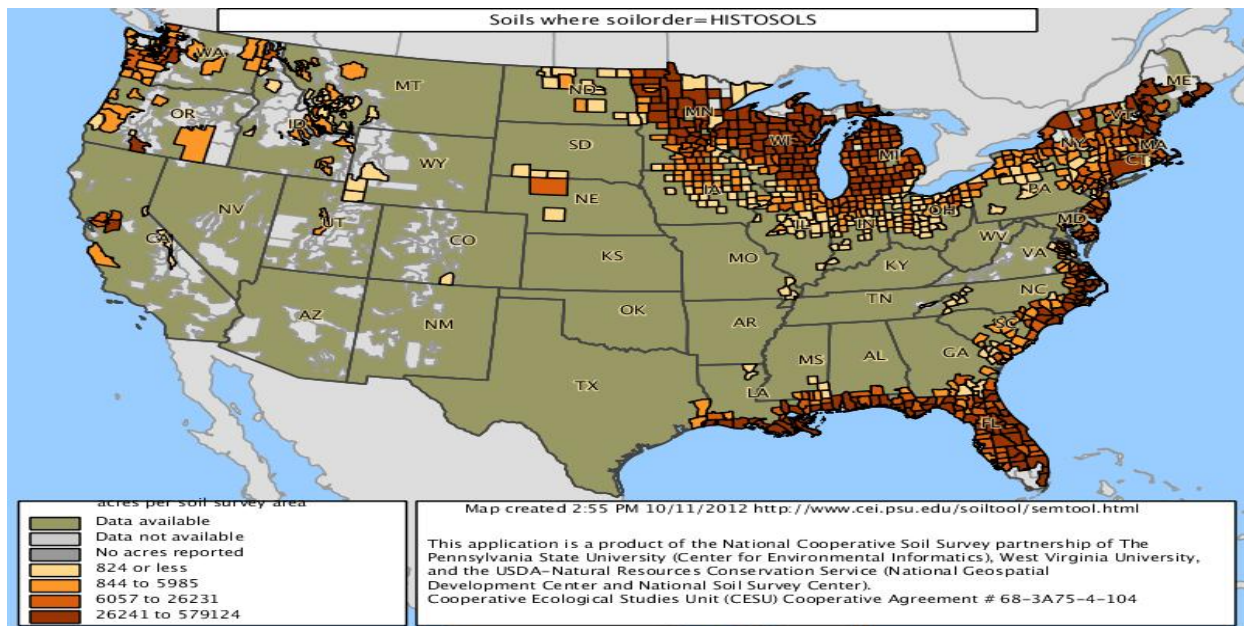 Soils where soilorder=HISTOSOLS
WA
MT
ND
MN
ME
OR
ID
SD
WI
VT
NY
MA
CT
MI
WY
IA
PA
NE
NV
UT
IL
IN
OH
MD
CA
CO
WV
VA
KS
MO
KY
NC
TN
AZ
NM
OK
AR
SC
MS
AL
GA
TX
LA
FL
acres per soil survey area
Data available
Data not available
No acres reported
824 or less
844 to 5985
6057 to 26231
26241 to 579124
Map created 2:55 PM 10/11/2012 http://www.cei.psu.edu/soiltool/semtool.html
This application is a product of the National Cooperative Soil Survey partnership of The
Pennsylvania State University (Center for Environmental Informatics), West Virginia University,
and the USDA-Natural Resources Conservation Service (National Geospatial
Development Center and National Soil Survey Center).
Cooperative Ecological Studies Unit (CESU) Cooperative Agreement # 68-3A75-4-104